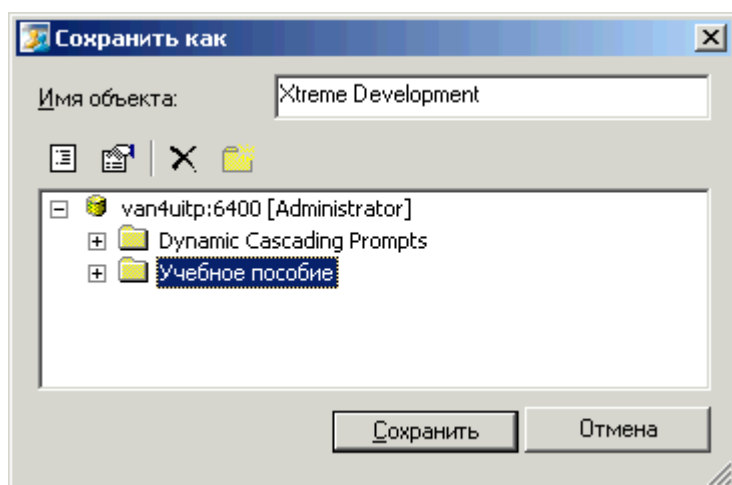 Сохранить как
Имя объекта: Xtreme Development
van4uitp:6400 [Administrator]
Dynamic Cascading Prompts
Учебное пособие
Сохранить Отмена